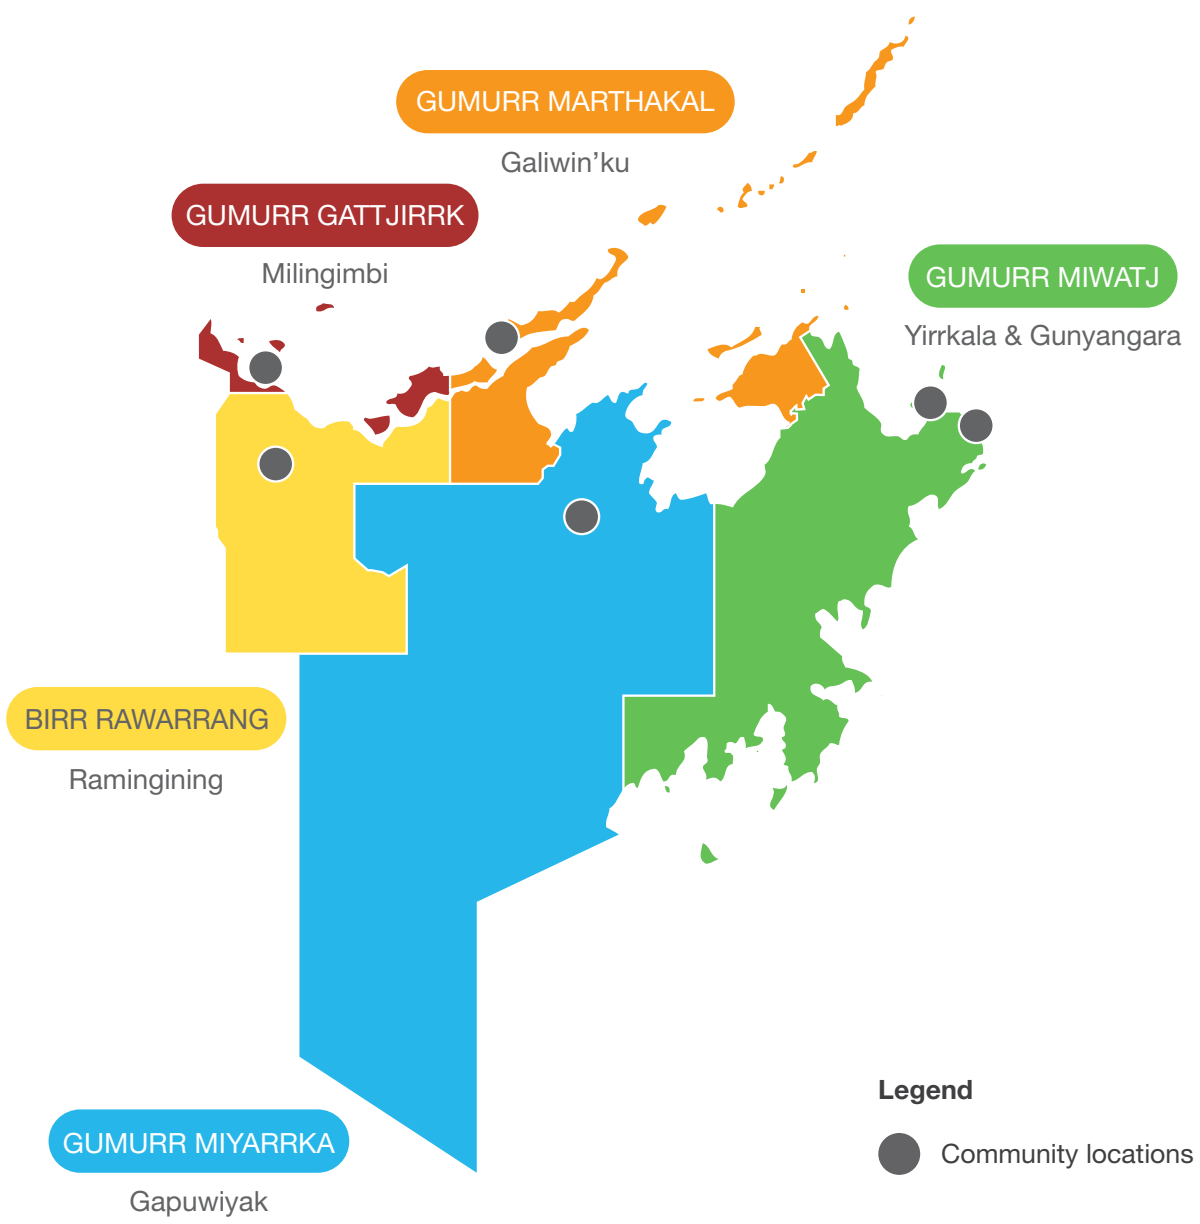 GUMURR MARTHAKAL
Galiwin’ku
GUMURR GATTJIRRK
Milingimbi
GUMURR MIWATJ
Yirrkala & Gunyangara
BIRR RAWARRANG
Ramingining
GUMURR MIYARRKA
Gapuwiyak
Legend
Community locations